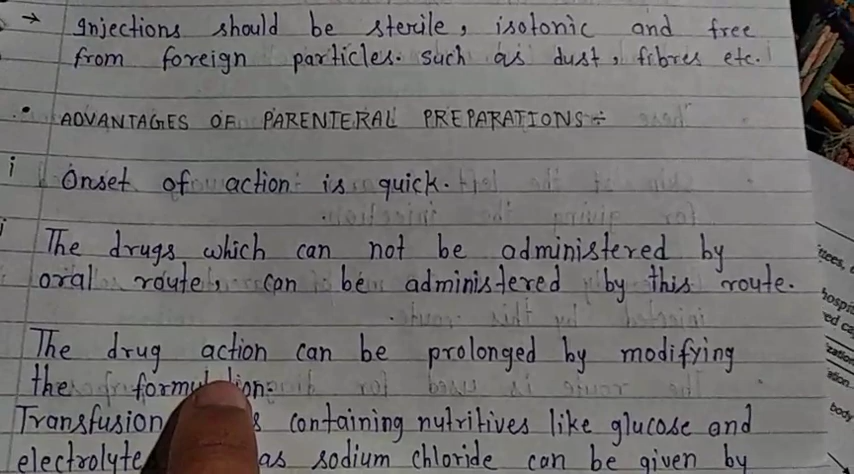 → Injections should be sterile, isotonic and free
from foreign particles. such as dust, fibres etc.
• ADVANTAGES OF PARENTERAL PREPARATIONS÷
i Onset of action is quick.
The drugs which can not be administered by
oral route, can be administered by this route.
The drug action can be prolonged by modifying
the
Transfusion containing nutritives like glucose and
electrolyte as sodium chloride can be given by
hospit
body